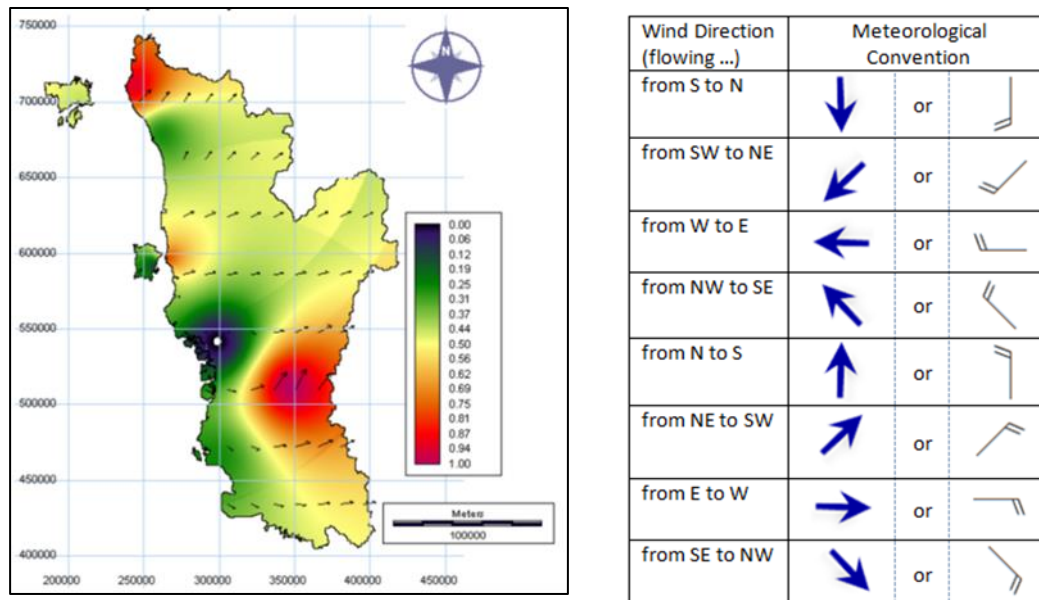 750000
N
700000
650000
600000
550000
500000
450000
400000
0.00
0.06
0.12
0.19
0.25
0.31
0.37
0.44
0.50
0.56
0.62
0.69
0.75
0.81
0.87
0.94
1.00
Meters
100000
200000 250000 300000 350000 400000 450000
Wind Direction
(flowing ...)
Meteorological
Convention
from S to N
or
from SW to NE
or
from W to E
or
from NW to SE
or
from N to S
or
from NE to SW
or
from E to W
or
from SE to NW
or